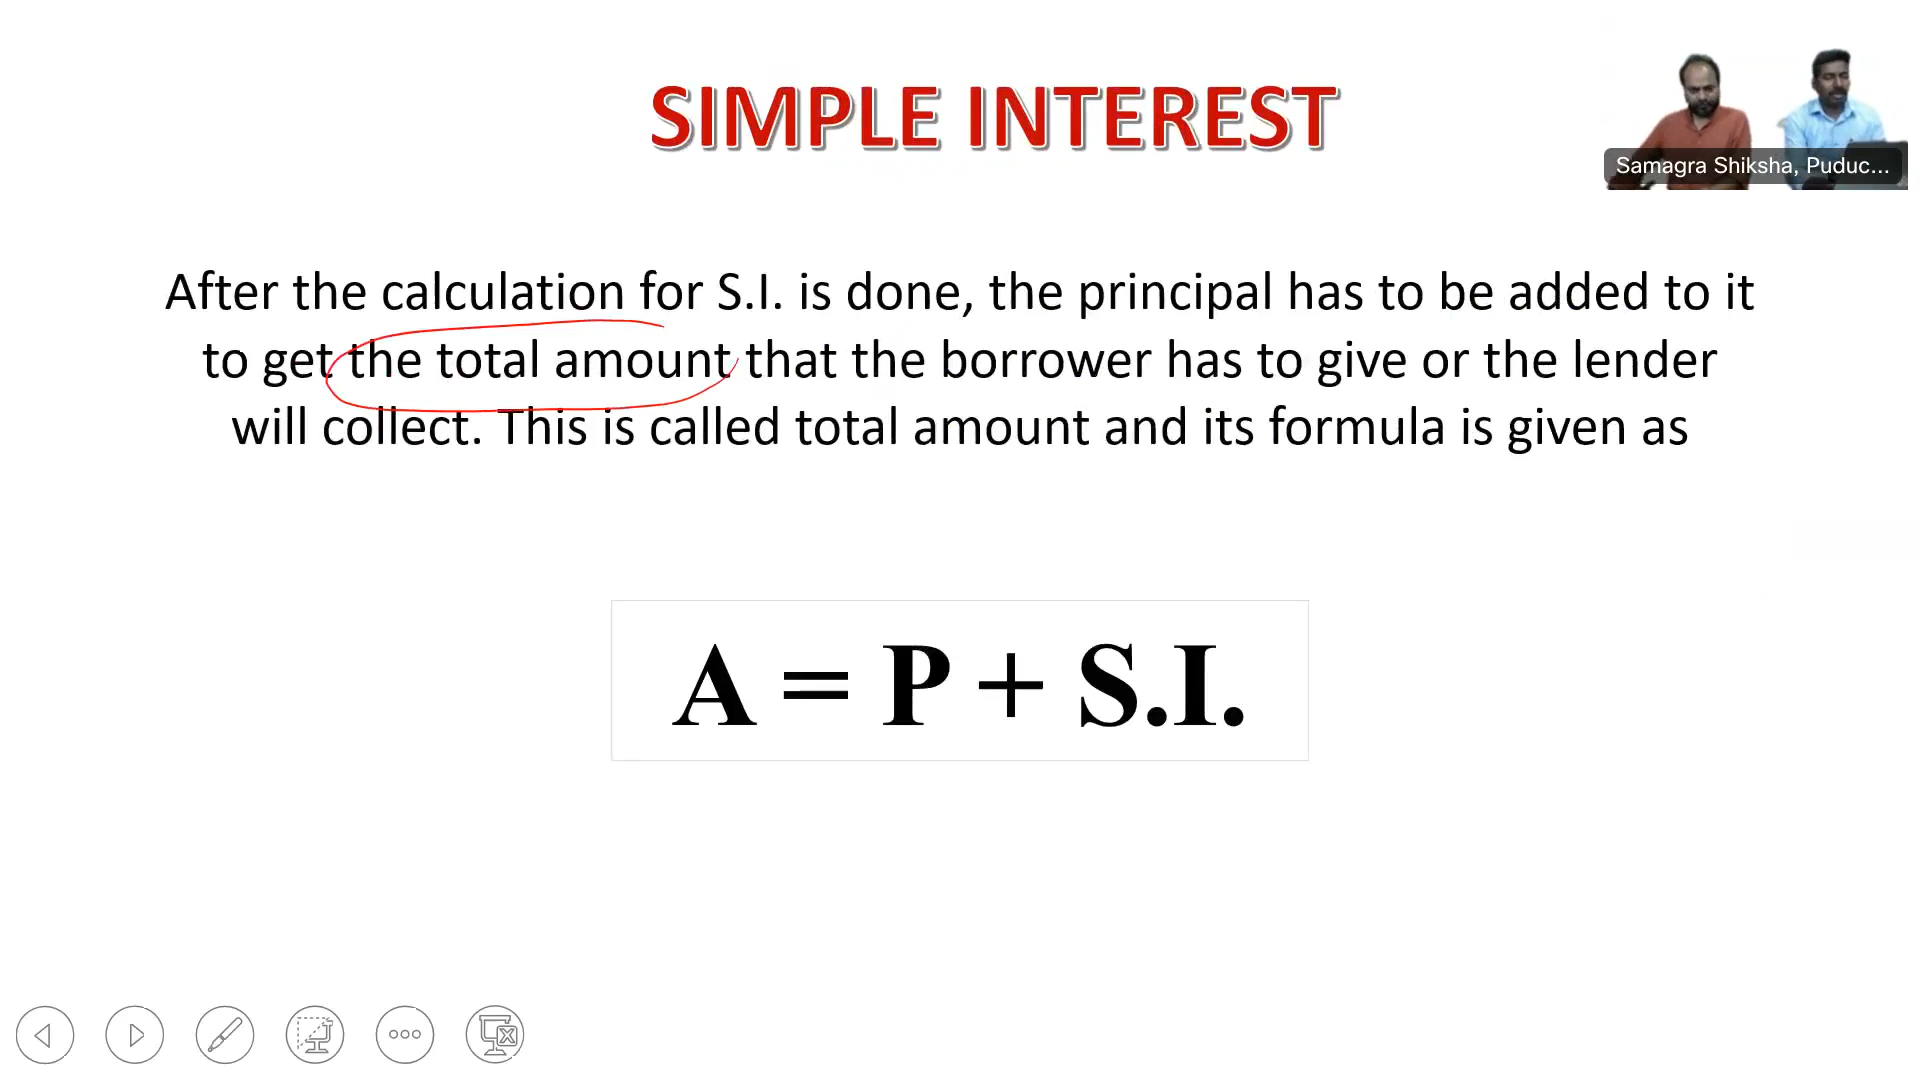 SIMPLE INTEREST
Samagra Shiksha, Puduc...
After the calculation for S.I. is done, the principal has to be added to it
to get the total amount that the borrower has to give or the lender
will collect. This is called total amount and its formula is given as
A = P + S.I.